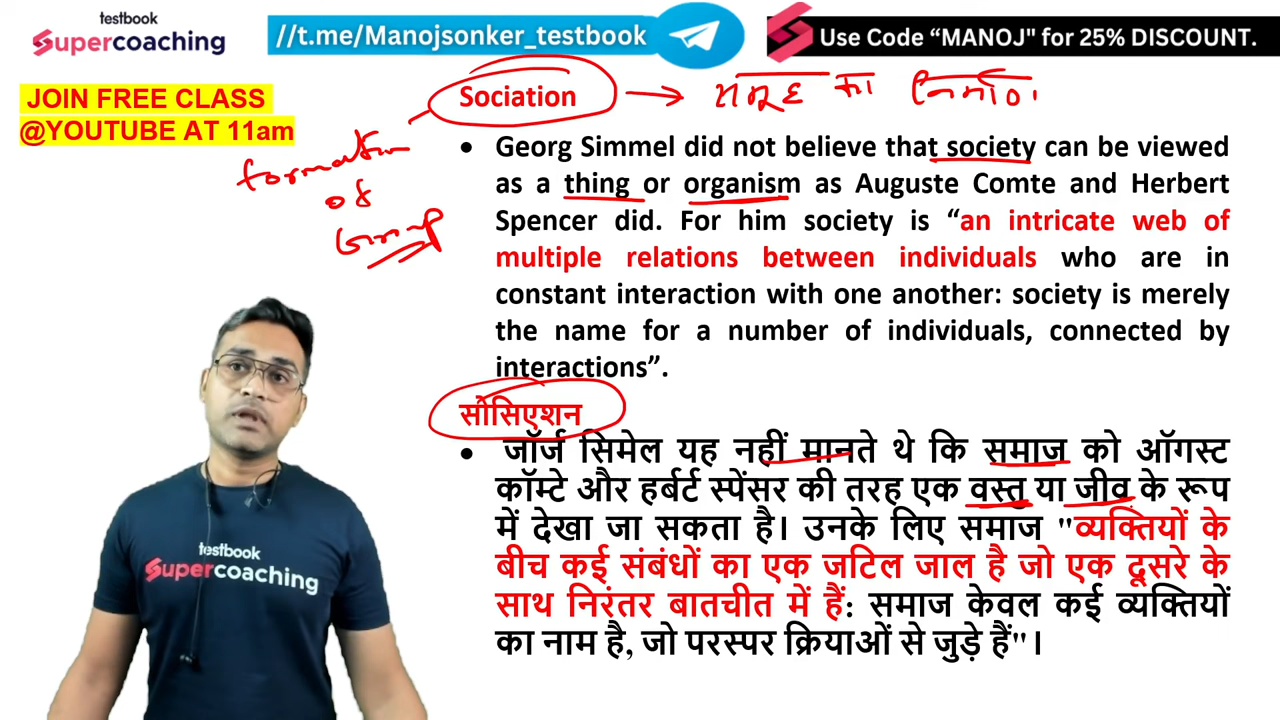 testbook
Supercoaching
//t.me/Manojsonker_testbook
Use Code “MANOJ" for 25% DISCOUNT.
JOIN FREE CLASS
@YOUTUBE AT 11am
Sociation
समूह का निर्माण
formation
of
Group
• Georg Simmel did not believe that society can be viewed
as a thing or organism as Auguste Comte and Herbert
Spencer did. For him society is “an intricate web of
multiple relations between individuals who are in
constant interaction with one another: society is merely
the name for a number of individuals, connected by
interactions”.
सोसिएशन
• जॉर्ज सिमेल यह नहीं मानते थे कि समाज को ऑगस्ट
कॉम्टे और हर्बर्ट स्पेंसर की तरह एक वस्तु या जीव के रूप
में देखा जा सकता है। उनके लिए समाज "व्यक्तियों के
बीच कई संबंधों का एक जटिल जाल है जो एक दूसरे के
साथ निरंतर बातचीत में हैं: समाज केवल कई व्यक्तियों
का नाम है, जो परस्पर क्रियाओं से जुड़े हैं"।
testbook
Supercoaching